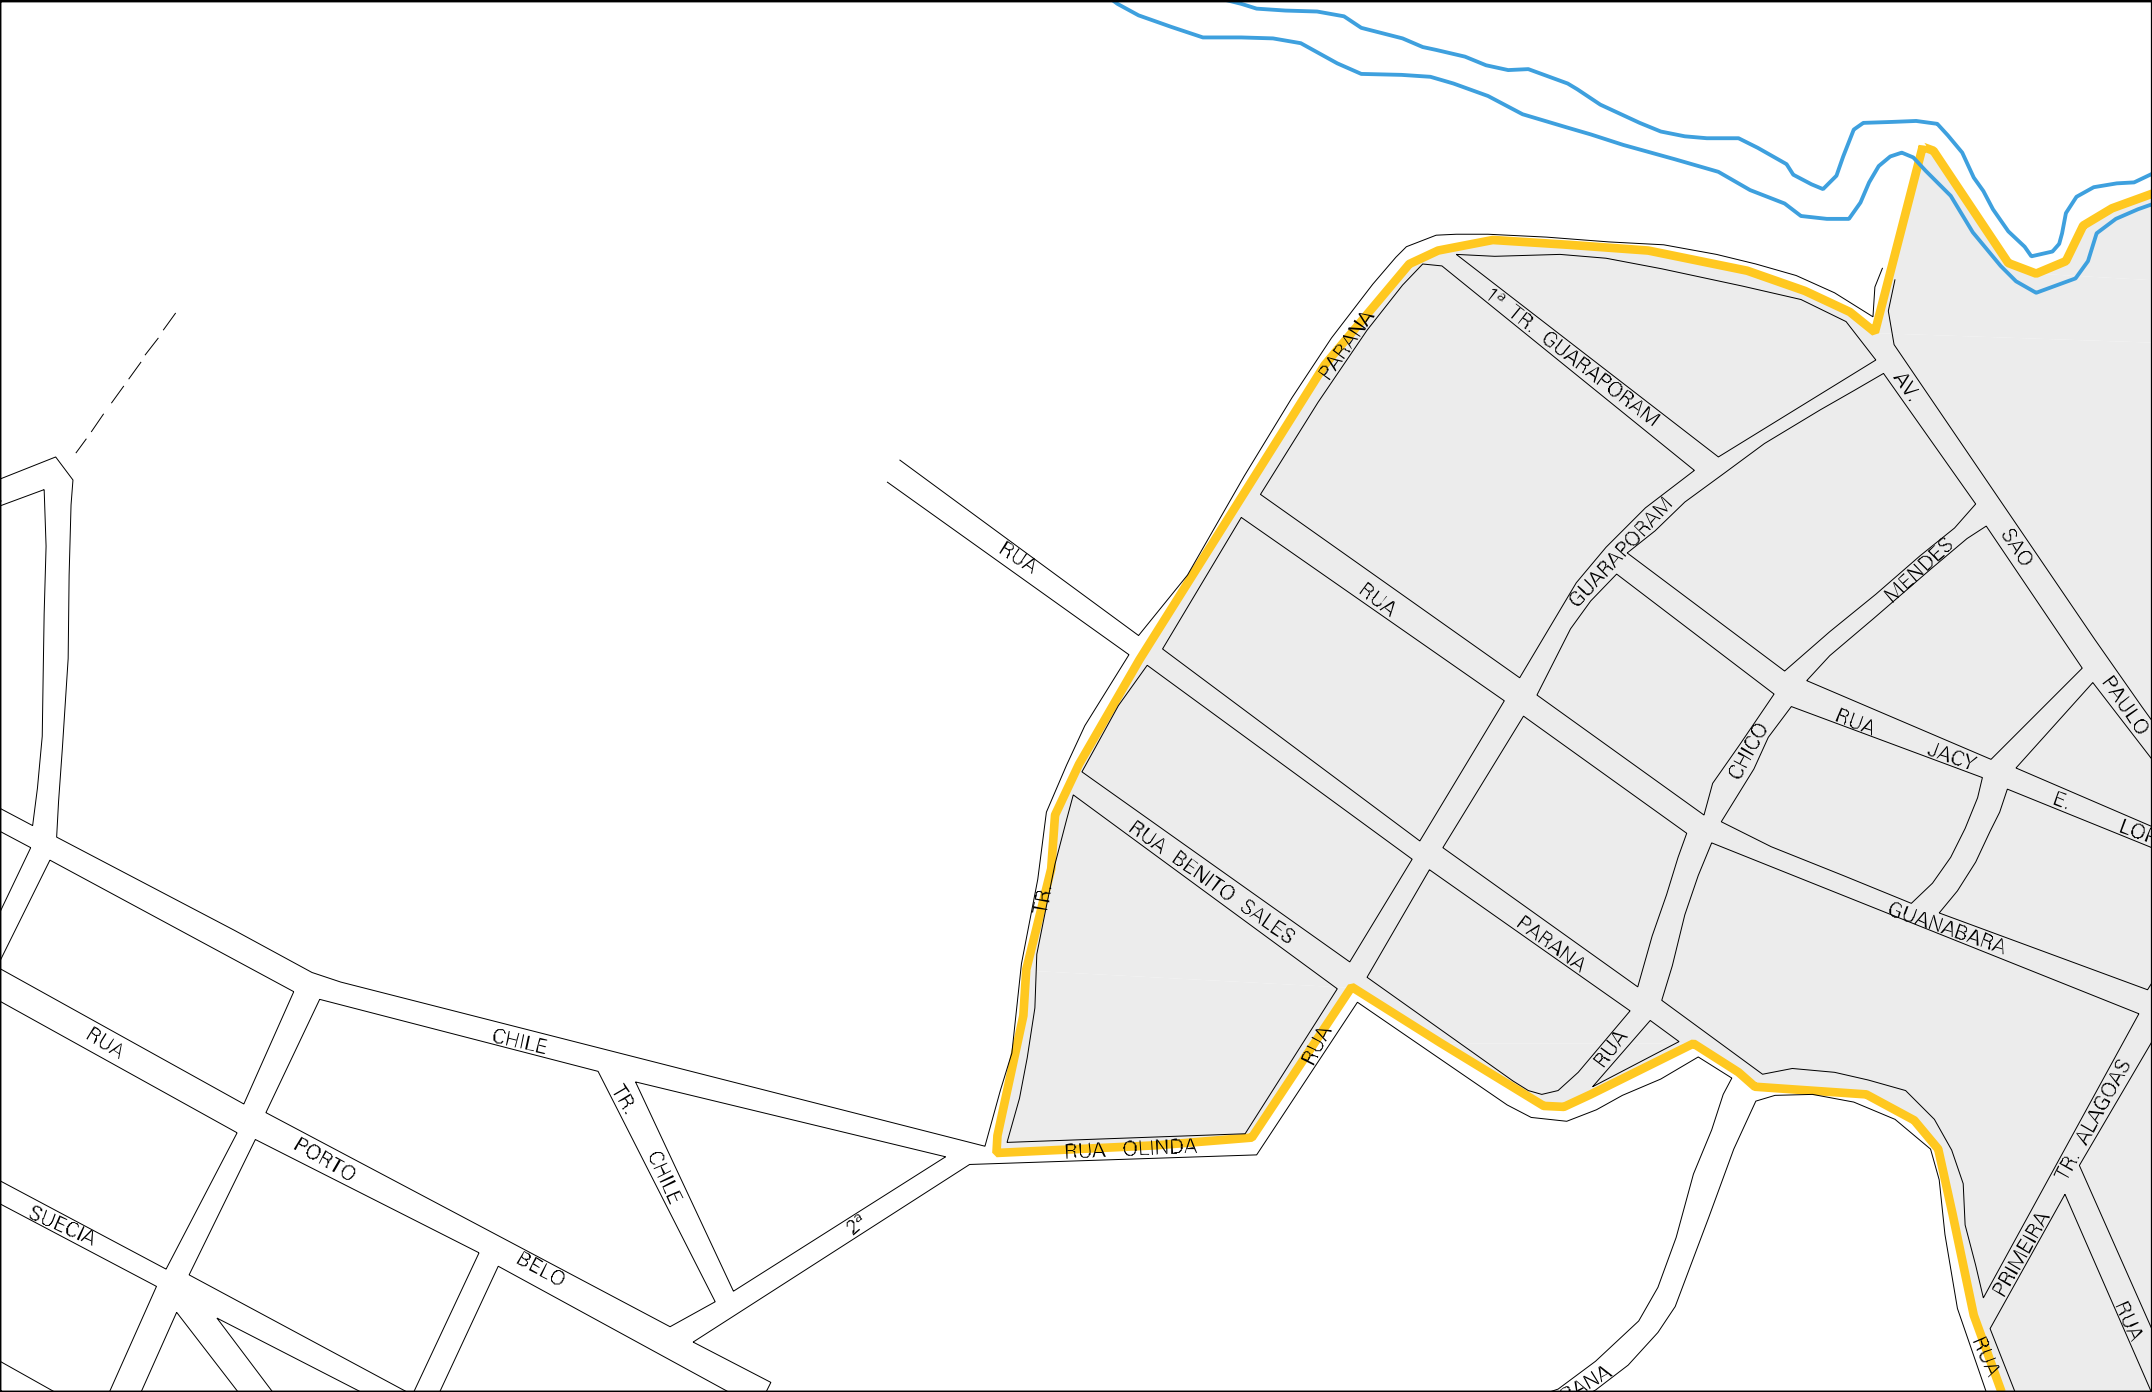 PARANA
1ª TR. GUARAPORAM
AV.
SAO
PAULO
RUA
RUA
GUARAPORAM
MENDES
CHICO
RUA
JACY
E.
RUA BENITO SALES
TR.
PARANA
GUANABARA
RUA
RUA
RUA OLINDA
CHILE
RUA
TR.
CHILE
PORTO
BELO
2ª
SUECIA
TR. ALAGOAS
PRIMEIRA
RUA
RUA